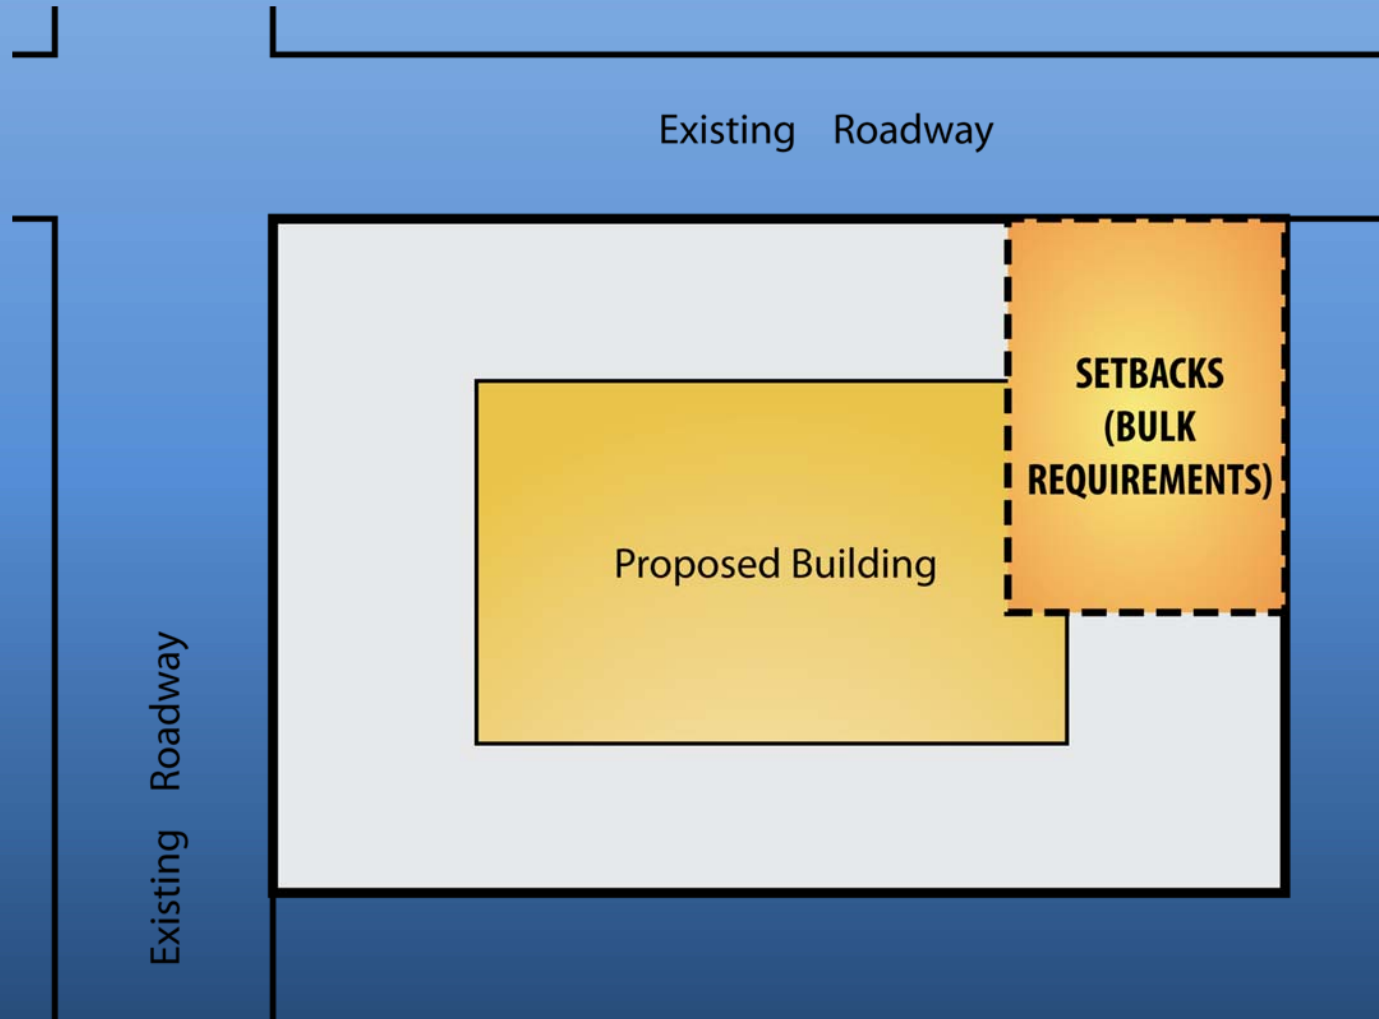 Existing Roadway
SETBACKS
(BULK
REQUIREMENTS)
Proposed Building
Existing Roadway